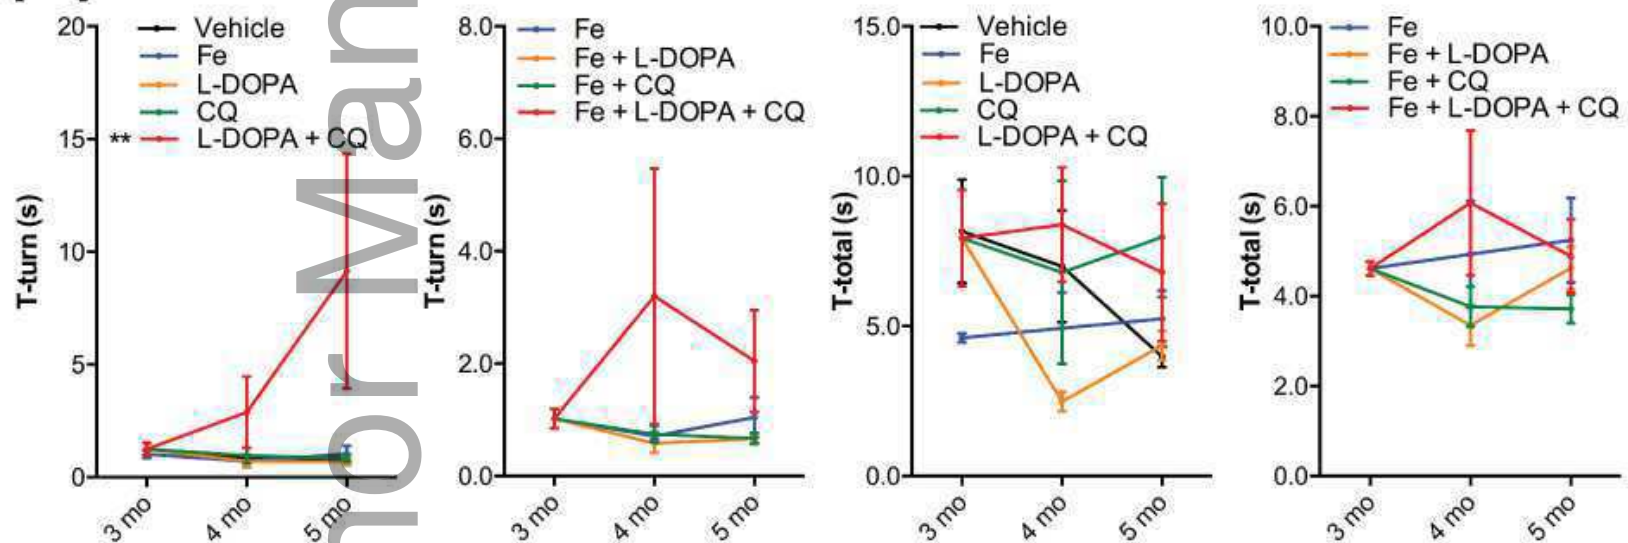 T-turn (s)
20
15
10
5
0
Vehicle
Fe
L-DOPA
CQ
** L-DOPA + CQ
3 mo
4 mo
5 mo
T-turn (s)
8.0
6.0
4.0
2.0
0.0
Fe
Fe + L-DOPA
Fe + CQ
Fe + L-DOPA + CQ
3 mo
4 mo
5 mo
T-total (s)
15.0
10.0
5.0
0.0
Vehicle
Fe
L-DOPA
CQ
L-DOPA + CQ
3 mo
4 mo
5 mo
T-total (s)
10.0
8.0
6.0
4.0
2.0
0.0
Fe
Fe + L-DOPA
Fe + CQ
Fe + L-DOPA + CQ
3 mo
4 mo
5 mo
hor Man